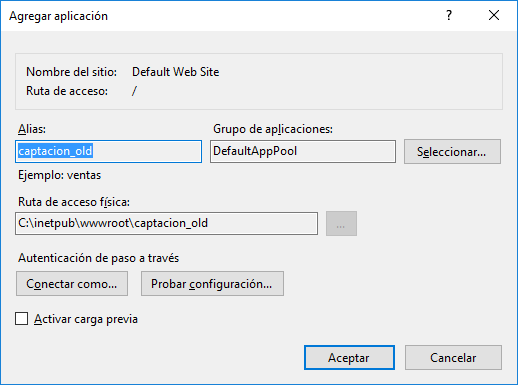 Agregar aplicación
Nombre del sitio: Default Web Site
Ruta de acceso: /
Alias: Grupo de aplicaciones:
captacion_old DefaultAppPool Seleccionar...
Ejemplo: ventas
Ruta de acceso física:
C:\inetpub\wwwroot\captacion_old ...
Autenticación de paso a través
Conectar como... Probar configuración...
Activar carga previa
Aceptar Cancelar